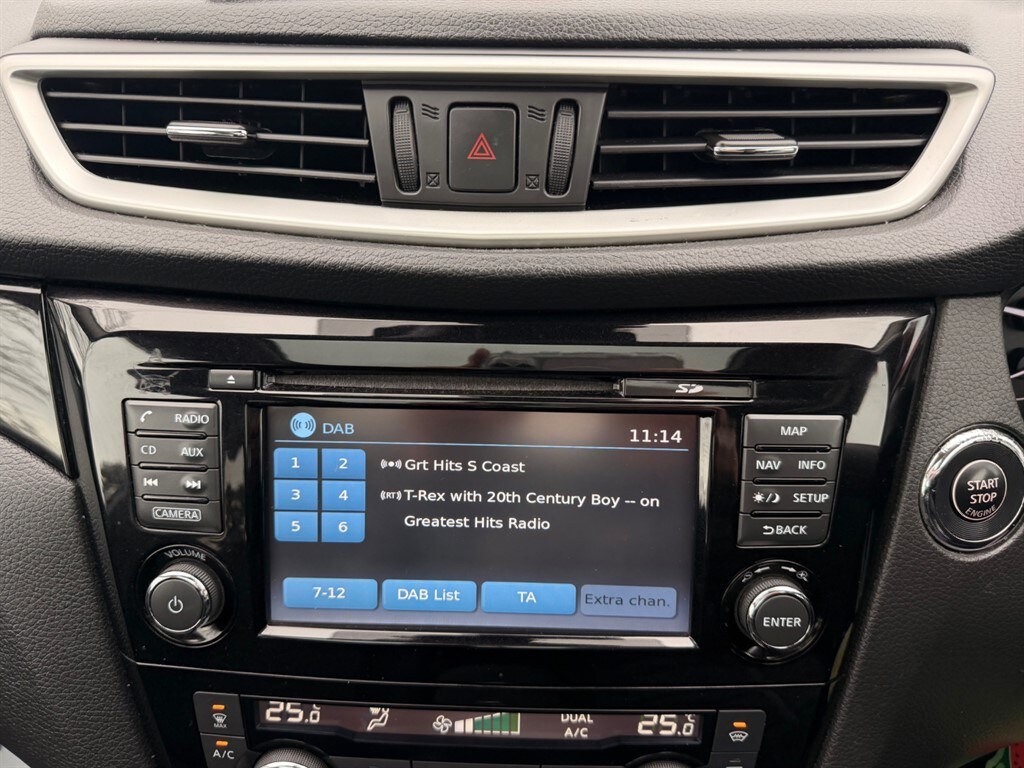 SD
RADIO
CD AUX
CAMERA
VOLUME
DAB
11:14
1 2
3 4
5 6
Grt Hits S Coast
(RT) T-Rex with 20th Century Boy -- on
Greatest Hits Radio
7-12
DAB List
TA
Extra chan.
MAP
NAV INFO
SETUP
BACK
ENTER
START
STOP
ENGINE
MAX
A/C
25.0°C
DUAL
A/C
25.0°C